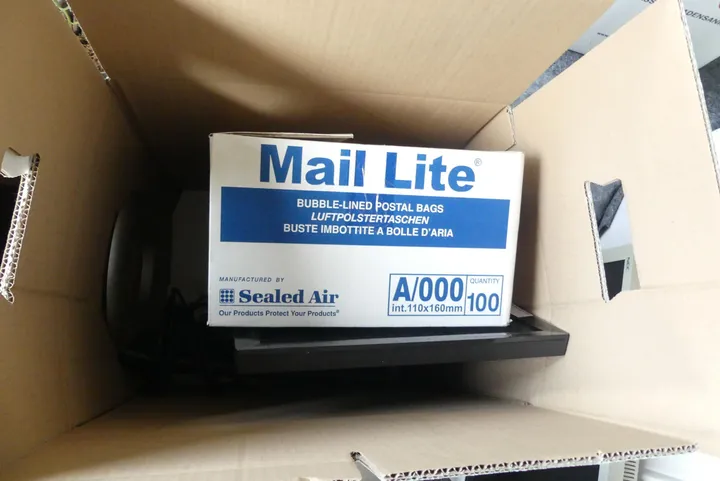 Mail Lite®
BUBBLE-LINED POSTAL BAGS
LUFTPOLSTERTASCHEN
BUSTE IMBOTTITE A BOLLE D'ARIA
MANUFACTURED BY
Sealed Air
Our Products Protect Your Products®
A/000
int.110x160mm
QUANTITY
100